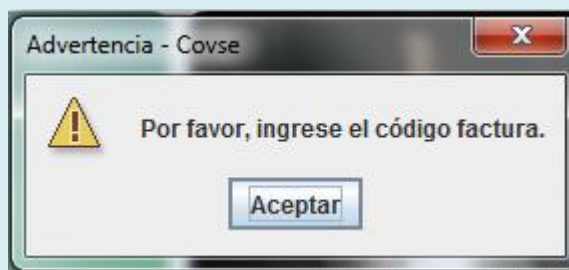 Advertencia - Covse
Por favor, ingrese el código factura.
Aceptar